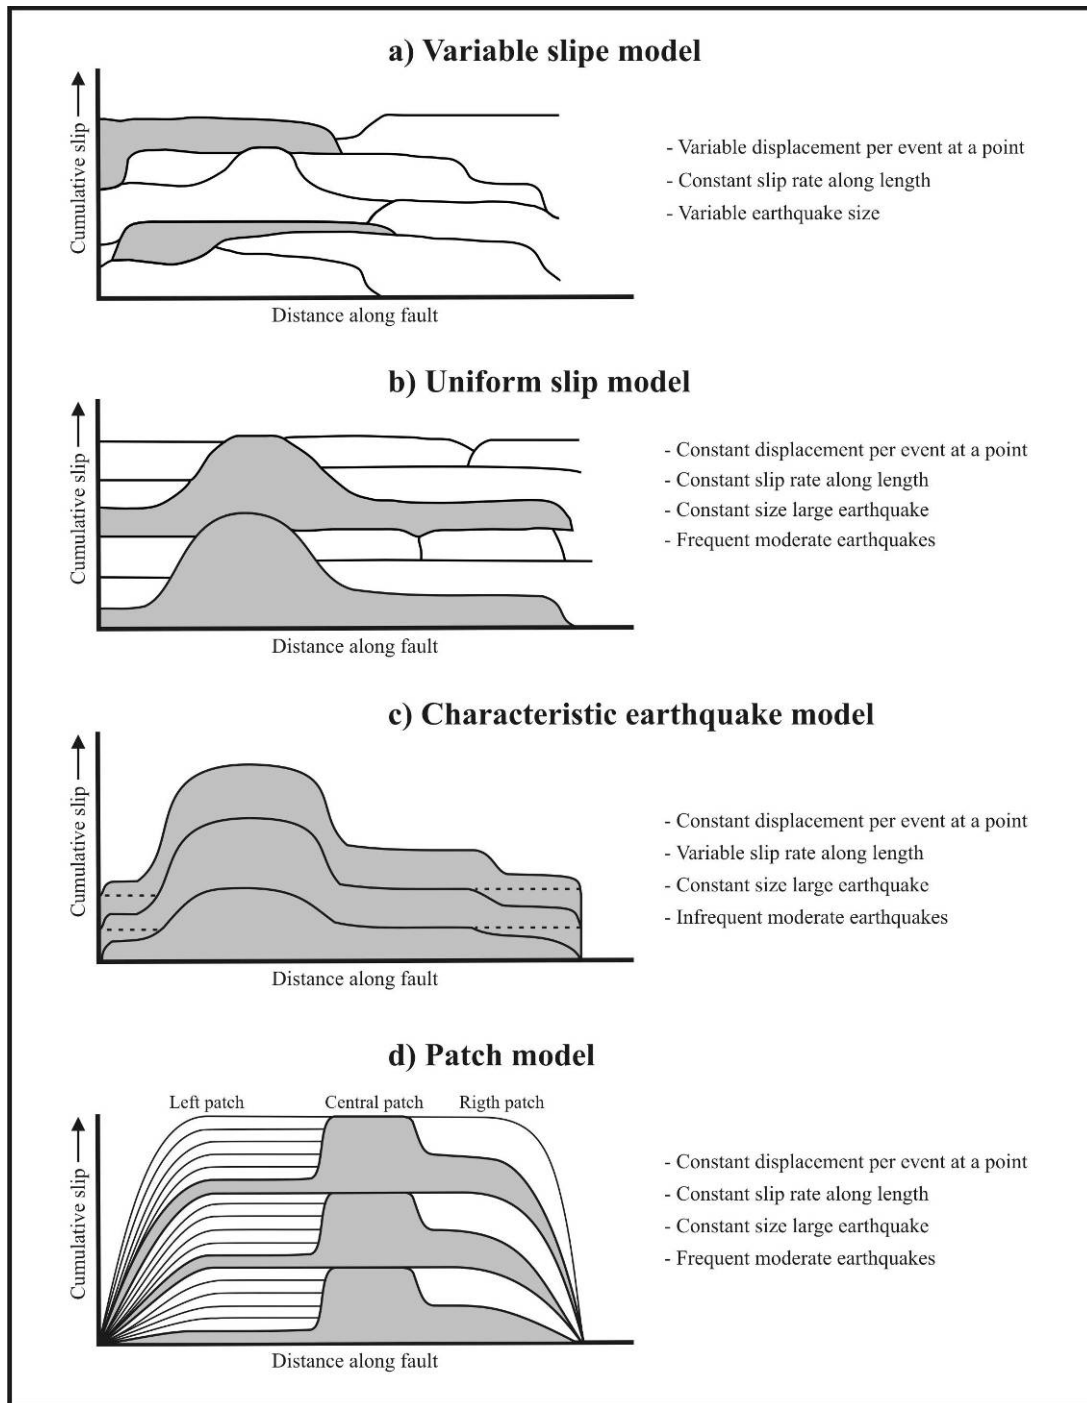 a) Variable slipe model
Cumulative slip
- Variable displacement per event at a point
- Constant slip rate along length
- Variable earthquake size
Distance along fault
b) Uniform slip model
Cumulative slip
- Constant displacement per event at a point
- Constant slip rate along length
- Constant size large earthquake
- Frequent moderate earthquakes
Distance along fault
c) Characteristic earthquake model
Cumulative slip
- Constant displacement per event at a point
- Variable slip rate along length
- Constant size large earthquake
- Infrequent moderate earthquakes
Distance along fault
d) Patch model
Left patch
Central patch
Rigth patch
Cumulative slip
- Constant displacement per event at a point
- Constant slip rate along length
- Constant size large earthquake
- Frequent moderate earthquakes
Distance along fault